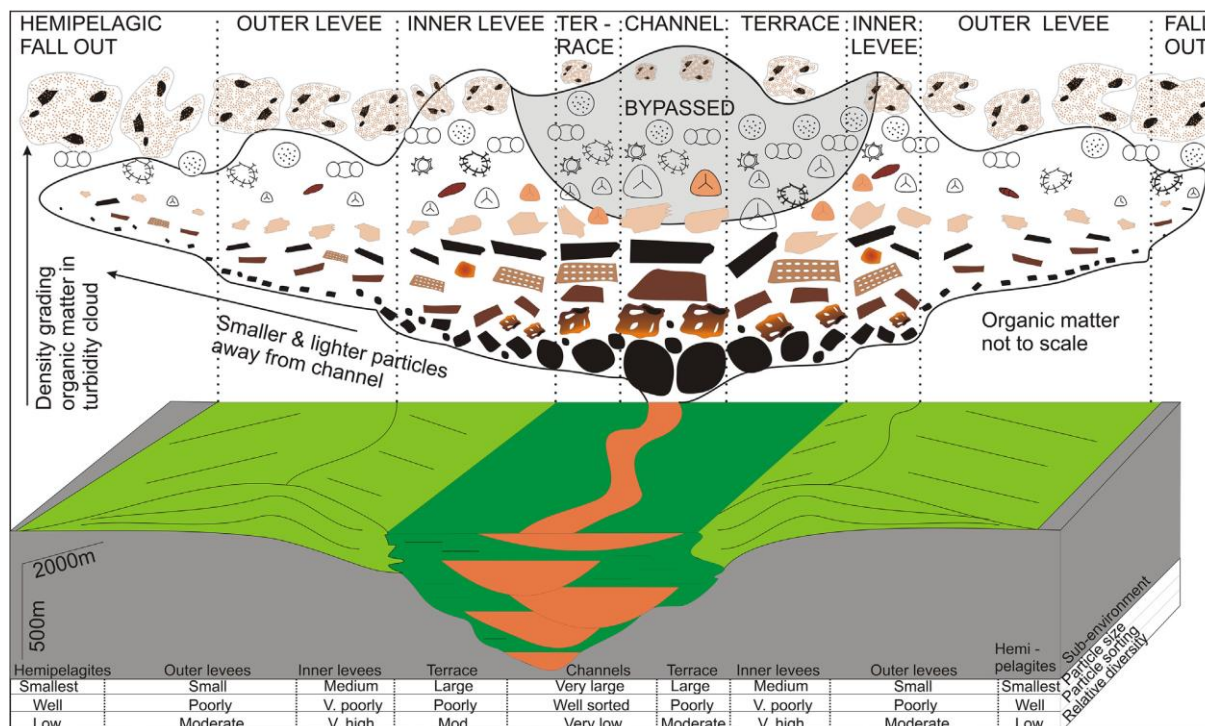 HEMIPELAGIC
FALL OUT
OUTER LEVEE
INNER LEVEE
TER -
RACE
CHANNEL
TERRACE
INNER
LEVEE
OUTER LEVEE
FALL
OUT
BYPASSED
Density grading
organic matter in
turbidity cloud
Smaller & lighter particles
away from channel
Organic matter
not to scale
2000m
500m
Sub-environment
Particle size
Particle sorting
Relative diversity
Hemipelagites Outer levees Inner levees Terrace Channels Terrace Inner levees Outer levees Hemi -
pelagites
Smallest Small Medium Large Very large Large Medium Small Smallest
Well Poorly V. poorly Poorly Well sorted Poorly V. poorly Poorly Well
Low Moderate V. high Mod. Very low Moderate V. high Moderate Low